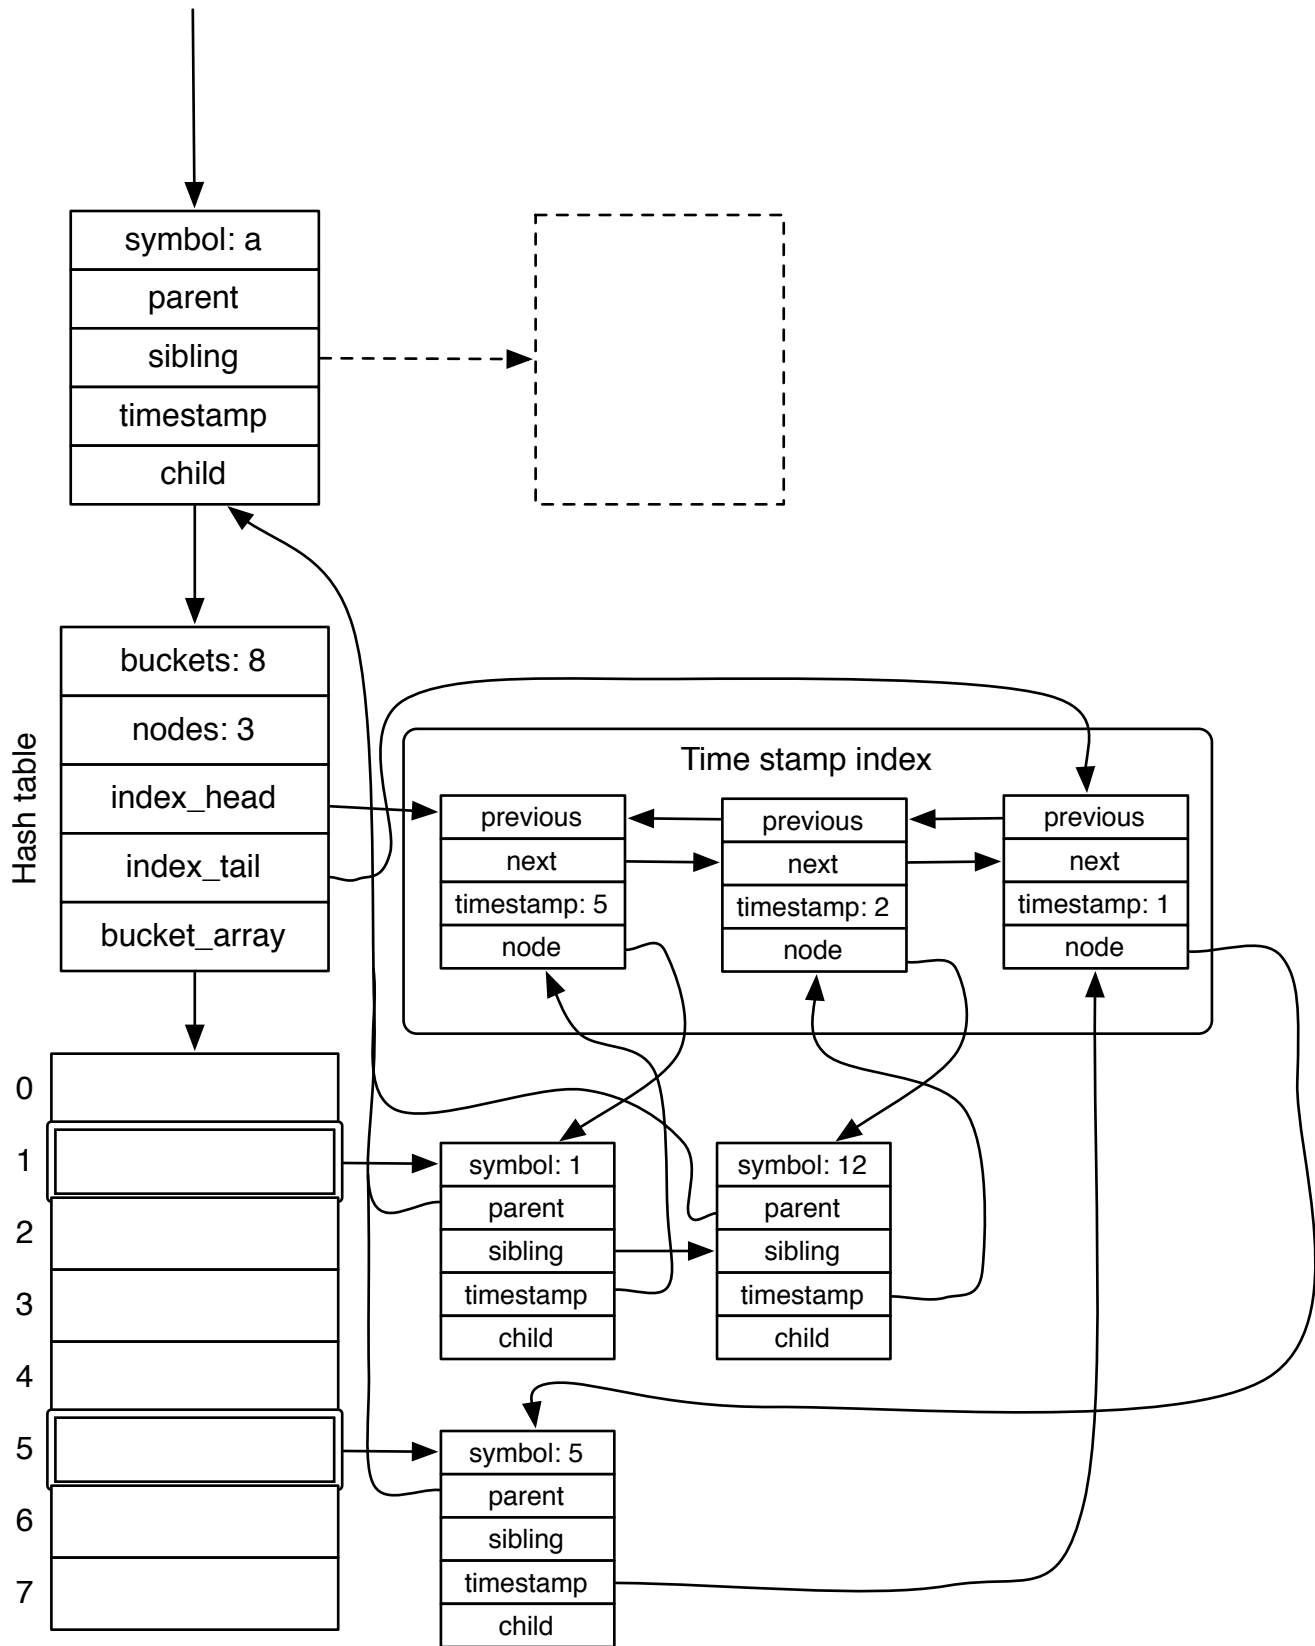 symbol: a
parent
sibling
timestamp
child
Hash table
buckets: 8
nodes: 3
index_head
index_tail
bucket_array
Time stamp index
previous
next
timestamp: 5
node
previous
next
timestamp: 2
node
previous
next
timestamp: 1
node
0
1
2
3
4
5
6
7
symbol: 1
parent
sibling
timestamp
child
symbol: 12
parent
sibling
timestamp
child
symbol: 5
parent
sibling
timestamp
child